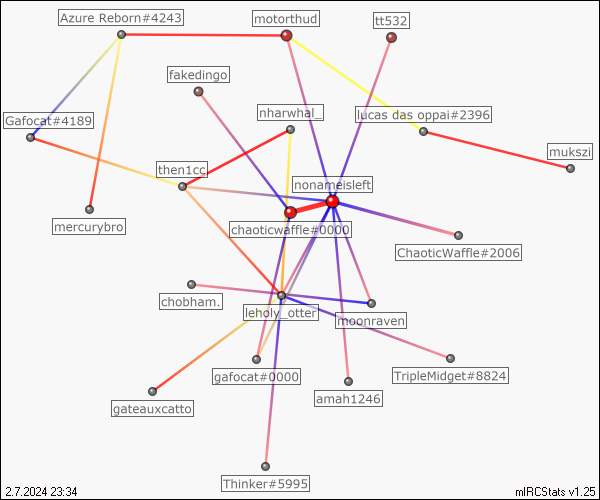 Azure Reborn#4243
motorthud
tt532
fakedingo
nharwhal_
lucas das oppai#2396
Gafocat#4189
mukszi
then1cc
nonameisleft
mercurybro
chaoticwaffle#0000
ChaoticWaffle#2006
chobham.
leholy_otter
moonraven
gafocat#0000
TripleMidget#8824
amah1246
gateauxcatto
Thinker#5995
2.7.2024 23:34
mIRCStats v1.25